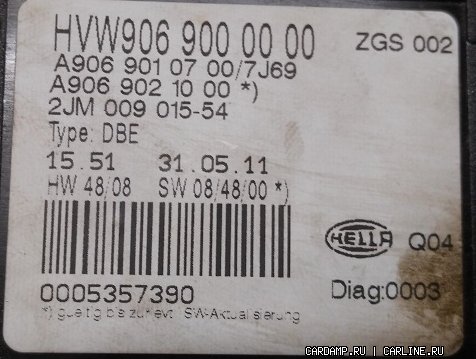 HVW906 900 00 00 ZGS 002
A906 901 07 00/7J69
A906 902 10 00 *)
2JM 009 015-54
Type: DBE
15.51 31.05.11
HW 48/08 SW 08/48/00 *)
HELLA Q04
0005357390 Diag:0003
*) gueltig bis zur evtl. SW-Aktualisierung
CARDAMP.RU | CARLINE.RU